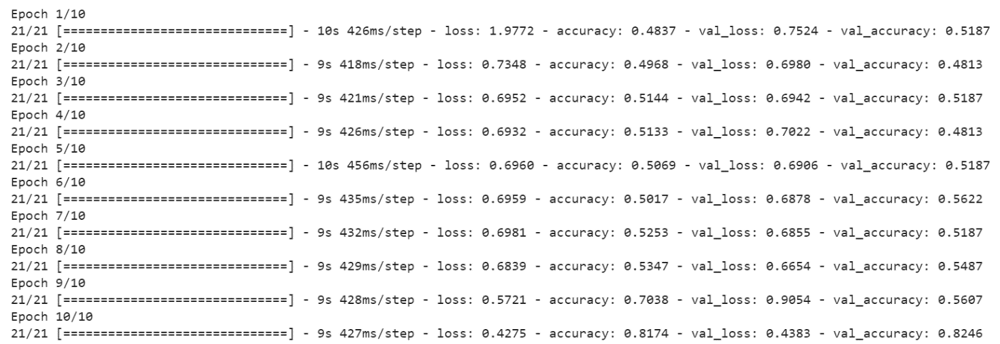 Epoch 1/10
21/21 [==============================] - 10s 426ms/step - loss: 1.9772 - accuracy: 0.4837 - val_loss: 0.7524 - val_accuracy: 0.5187
Epoch 2/10
21/21 [==============================] - 9s 418ms/step - loss: 0.7348 - accuracy: 0.4968 - val_loss: 0.6980 - val_accuracy: 0.4813
Epoch 3/10
21/21 [==============================] - 9s 421ms/step - loss: 0.6952 - accuracy: 0.5144 - val_loss: 0.6942 - val_accuracy: 0.5187
Epoch 4/10
21/21 [==============================] - 9s 426ms/step - loss: 0.6932 - accuracy: 0.5133 - val_loss: 0.7022 - val_accuracy: 0.4813
Epoch 5/10
21/21 [==============================] - 10s 456ms/step - loss: 0.6960 - accuracy: 0.5069 - val_loss: 0.6906 - val_accuracy: 0.5187
Epoch 6/10
21/21 [==============================] - 9s 435ms/step - loss: 0.6959 - accuracy: 0.5017 - val_loss: 0.6878 - val_accuracy: 0.5622
Epoch 7/10
21/21 [==============================] - 9s 432ms/step - loss: 0.6981 - accuracy: 0.5253 - val_loss: 0.6855 - val_accuracy: 0.5187
Epoch 8/10
21/21 [==============================] - 9s 429ms/step - loss: 0.6839 - accuracy: 0.5347 - val_loss: 0.6654 - val_accuracy: 0.5487
Epoch 9/10
21/21 [==============================] - 9s 428ms/step - loss: 0.5721 - accuracy: 0.7038 - val_loss: 0.9054 - val_accuracy: 0.5607
Epoch 10/10
21/21 [==============================] - 9s 427ms/step - loss: 0.4275 - accuracy: 0.8174 - val_loss: 0.4383 - val_accuracy: 0.8246